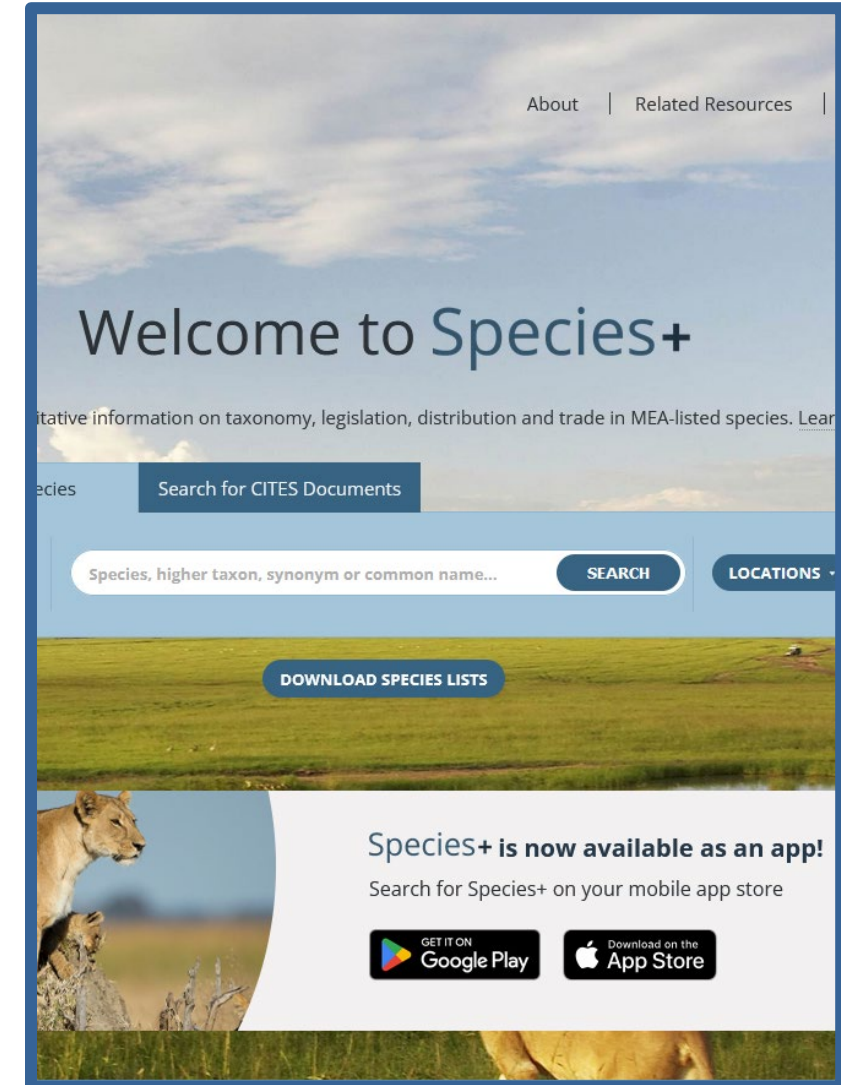 About | Related Resources |
Welcome to Species+
itative information on taxonomy, legislation, distribution and trade in MEA-listed species. Lear
ecies
Search for CITES Documents
Species, higher taxon, synonym or common name...
SEARCH
LOCATIONS
DOWNLOAD SPECIES LISTS
Species+ is now available as an app!
Search for Species+ on your mobile app store
GET IT ON
Google Play
Download on the
App Store